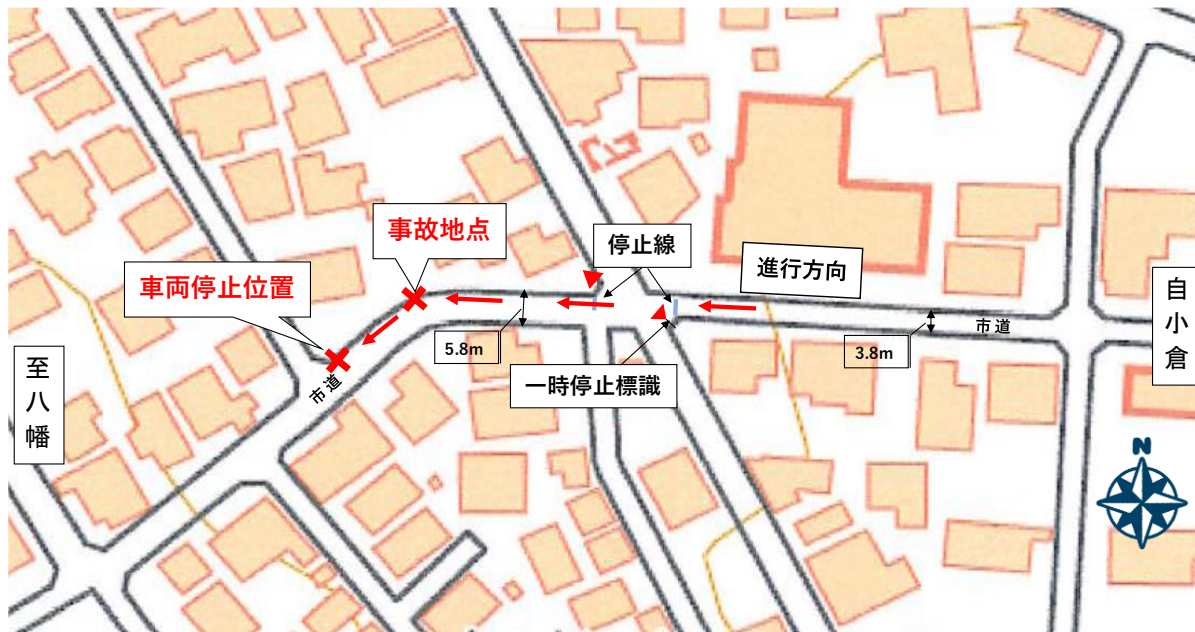 事故地点
停止線
進行方向
車両停止位置
自小倉
市道
5.8m
3.8m
至八幡
市道
一時停止標識
N